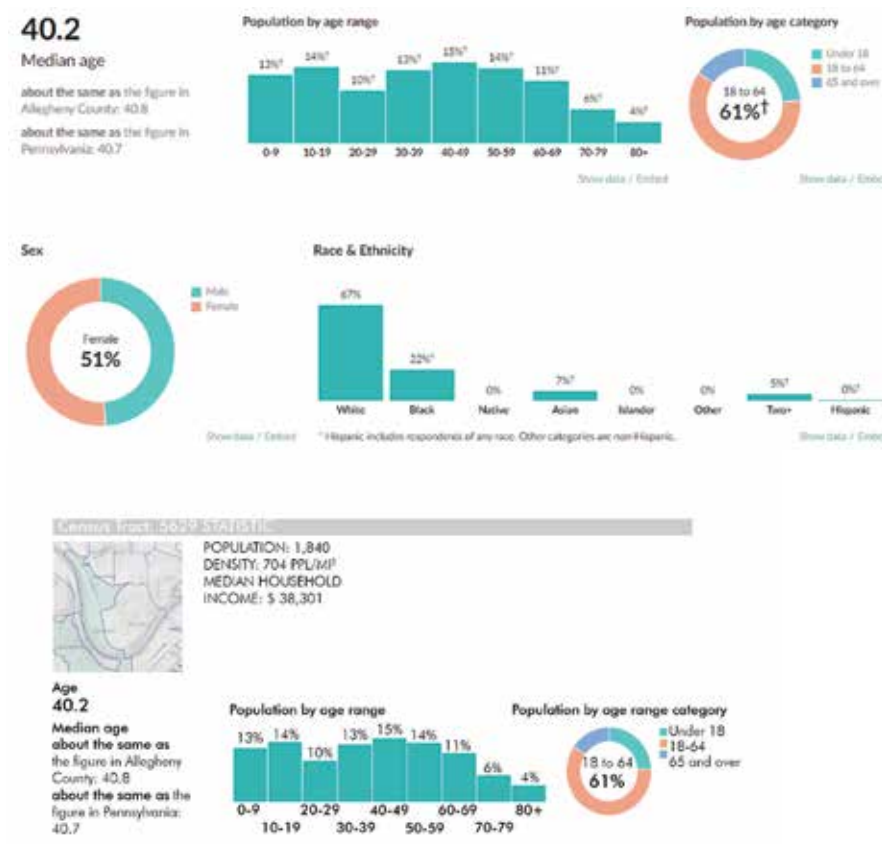 40.2
Median age
about the same as the figure in
Allegheny County: 40.8
about the same as the figure in
Pennsylvania: 40.7
Population by age range
13%† 14%† 10%† 13%† 15%† 14%† 11%† 6%† 4%†
0-9 10-19 20-29 30-39 40-49 50-59 60-69 70-79 80+
Show data / Embed
Population by age category
Under 18
18 to 64
65 and over
18 to 64
61%†
Show data / Embe
Sex
Male
Female
Female
51%
Show data / Embed
Race & Ethnicity
67% 22%† 0% 7%† 0% 0% 5%† 0%†
White Black Native Asian Islander Other Two+ Hispanic
* Hispanic includes respondents of any race. Other categories are non-Hispanic.
Show data / Embe
Census Tract: 5629 STATISTIC
POPULATION: 1,840
DENSITY: 704 PPL/MI²
MEDIAN HOUSEHOLD
INCOME: $ 38,301
Age
40.2
Median age
about the same as
the figure in Allegheny
County: 40.8
about the same as the
figure in Pennsylvania:
40.7
Population by age range
13% 14% 10% 13% 15% 14% 11% 6% 4%
0-9 20-29 40-49 60-69 80+
10-19 30-39 50-59 70-79
Population by age range category
Under 18
18-64
65 and over
18 to 64
61%